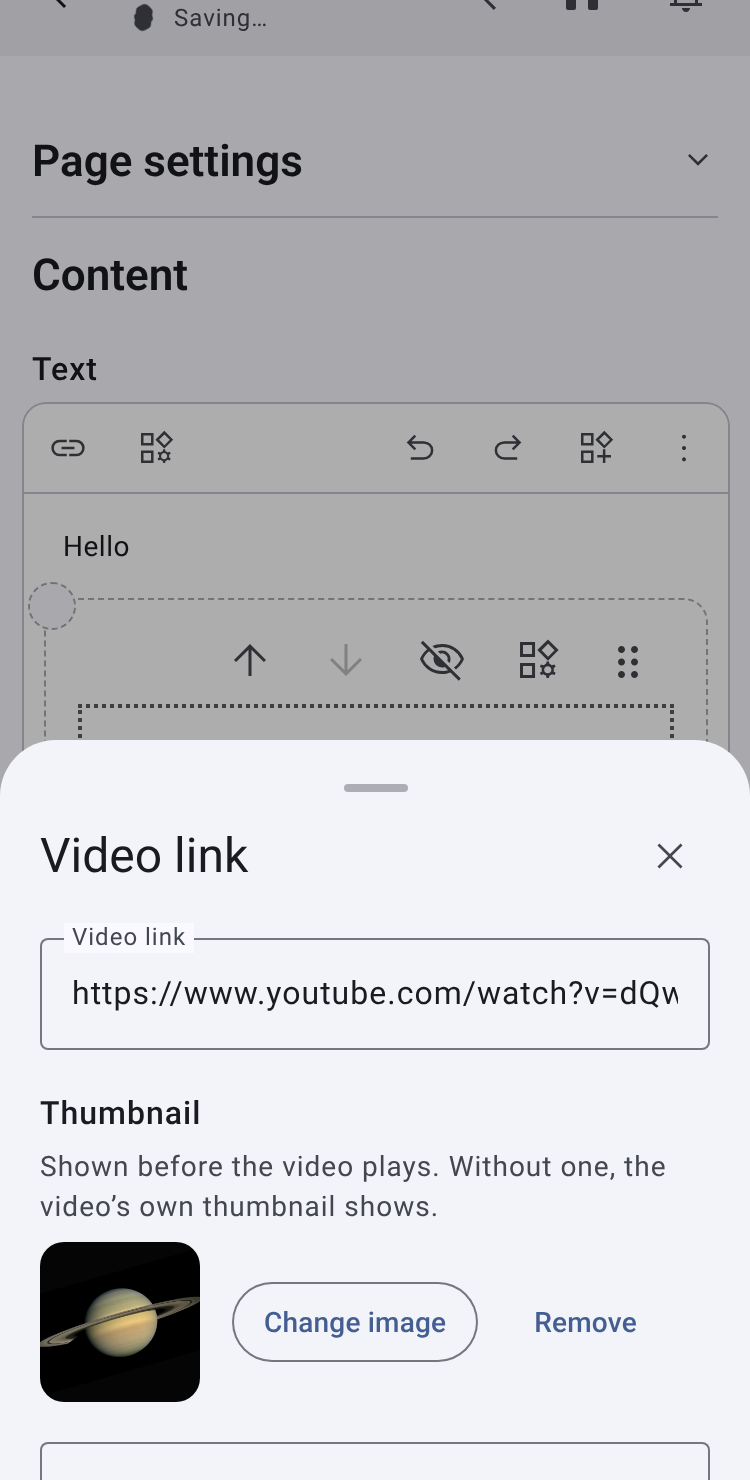 Saving…
Page settings
Content
Text
Hello
Video link
Video link
https://www.youtube.com/watch?v=dQw
Thumbnail
Shown before the video plays. Without one, the
video’s own thumbnail shows.
Change image
Remove